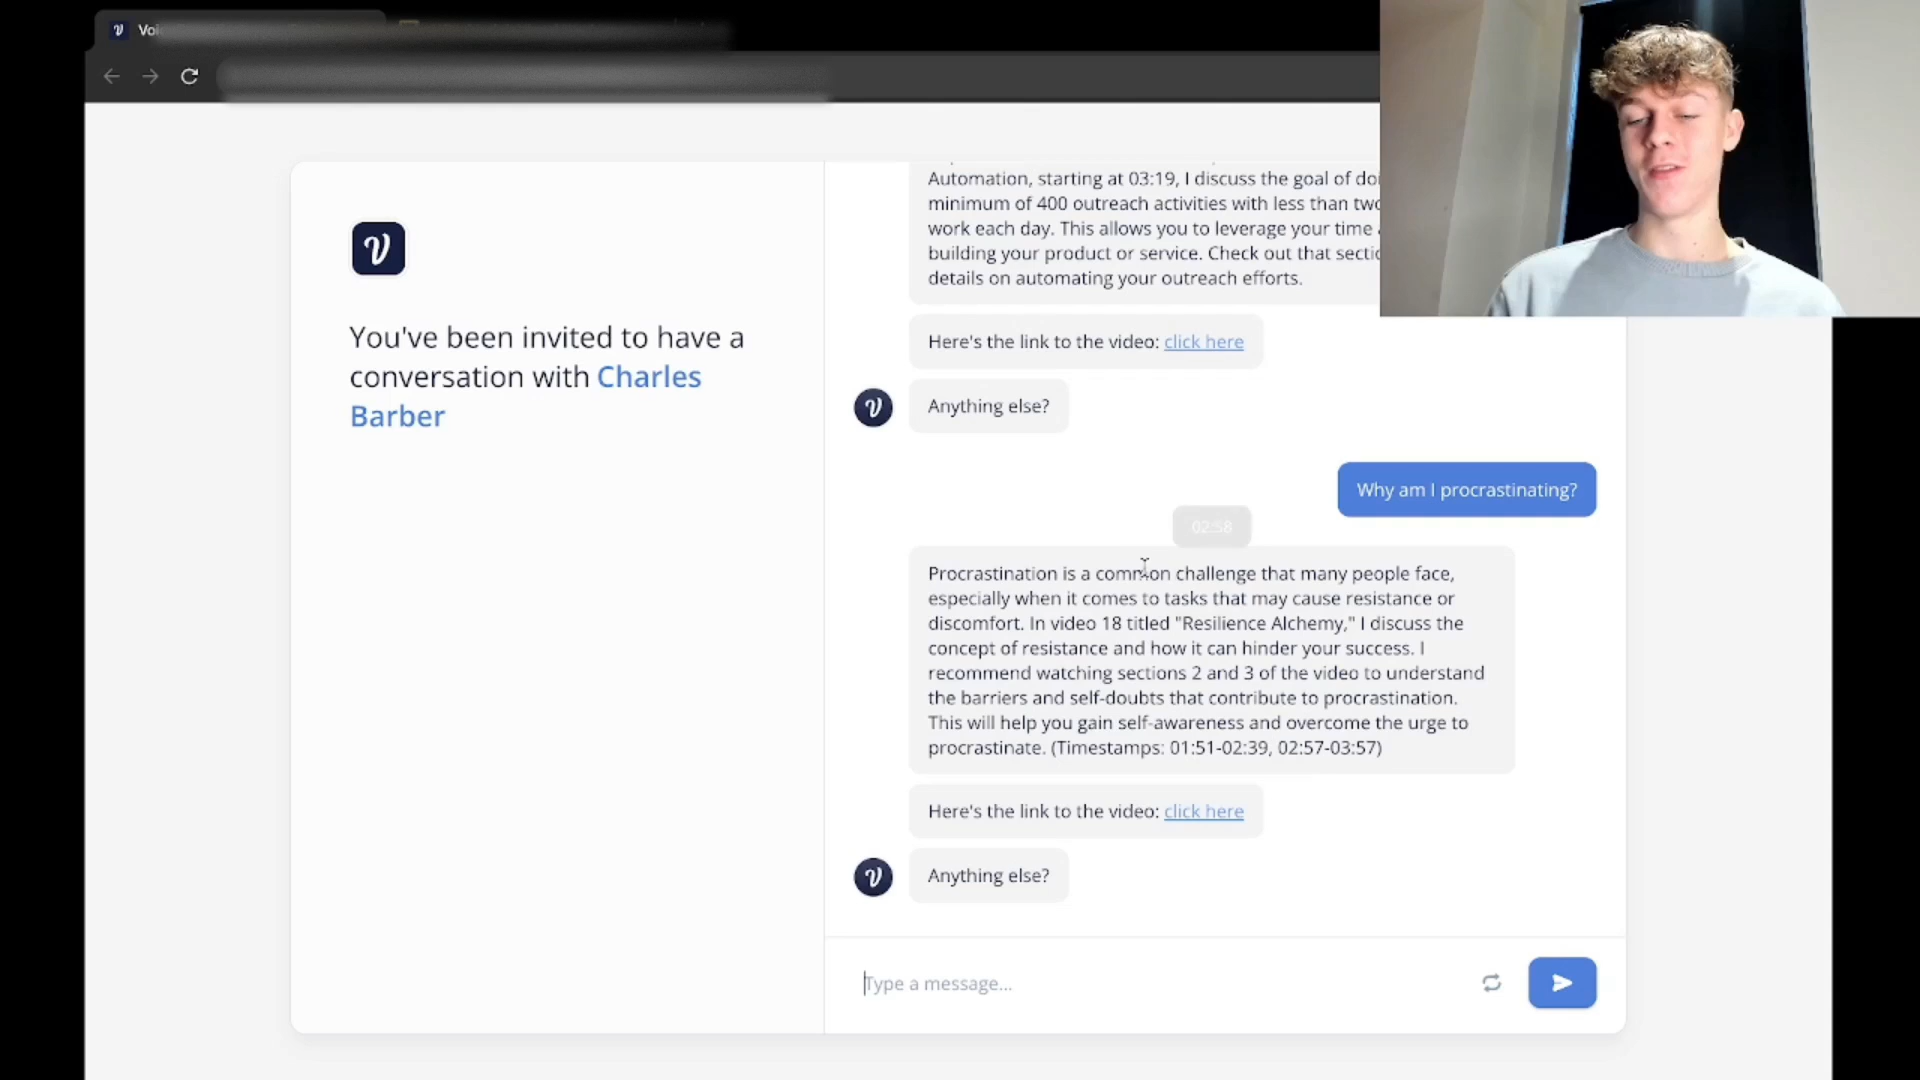 Voi
You've been invited to have a
conversation with Charles
Barber
Automation, starting at 03:19, I discuss the goal of doi
minimum of 400 outreach activities with less than two
work each day. This allows you to leverage your time
building your product or service. Check out that secti
details on automating your outreach efforts.
Here's the link to the video: click here
Anything else?
Why am I procrastinating?
02:58
Procrastination is a common challenge that many people face,
especially when it comes to tasks that may cause resistance or
discomfort. In video 18 titled "Resilience Alchemy," I discuss the
concept of resistance and how it can hinder your success. I
recommend watching sections 2 and 3 of the video to understand
the barriers and self-doubts that contribute to procrastination.
This will help you gain self-awareness and overcome the urge to
procrastinate. (Timestamps: 01:51-02:39, 02:57-03:57)
Here's the link to the video: click here
Anything else?
Type a message...